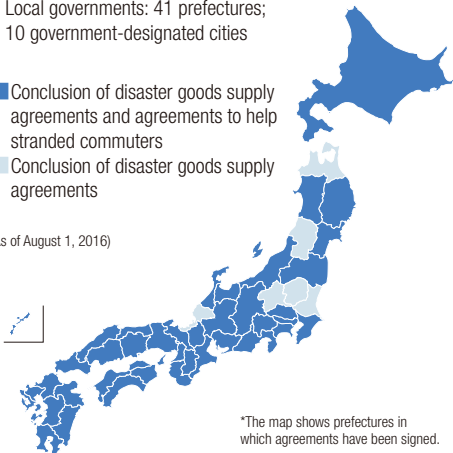 Local governments: 41 prefectures;
10 government-designated cities
Conclusion of disaster goods supply
agreements and agreements to help
stranded commuters
Conclusion of disaster goods supply
agreements
s of August 1, 2016)
*The map shows prefectures in
which agreements have been signed.